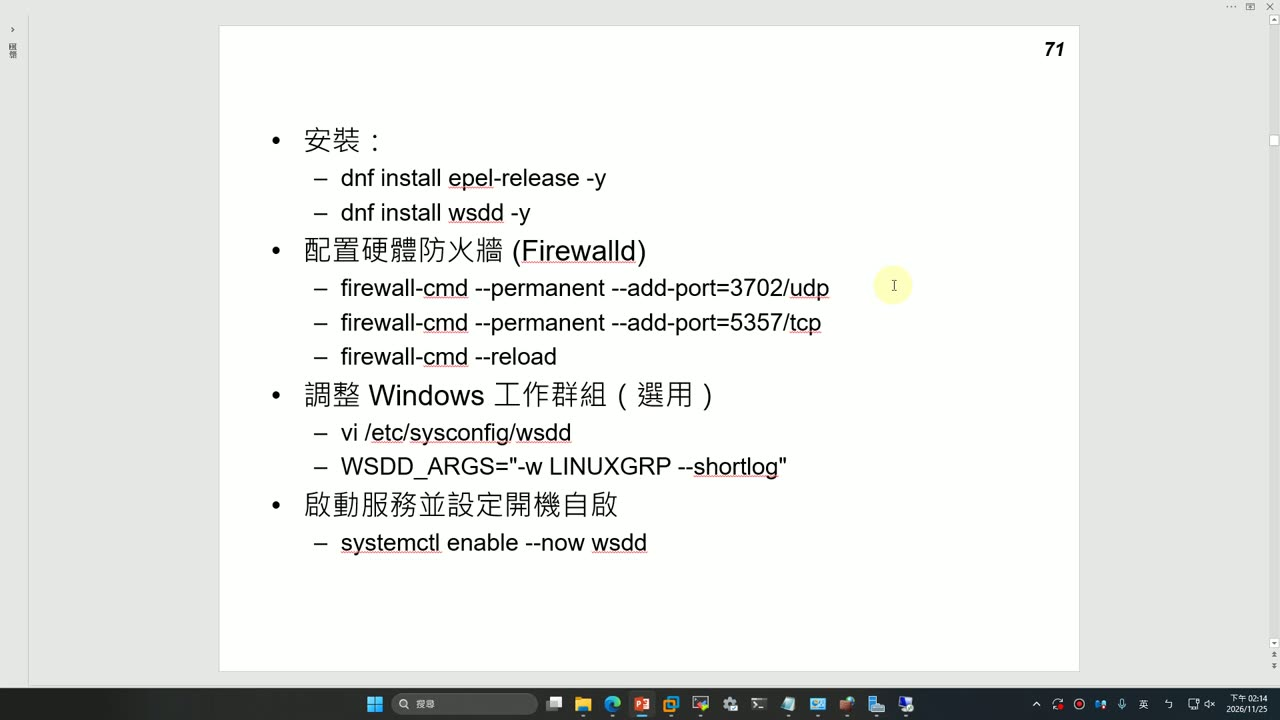 71
• 安裝：
– dnf install epel-release -y
– dnf install wsdd -y
• 配置硬體防火牆 (Firewalld)
– firewall-cmd --permanent --add-port=3702/udp
– firewall-cmd --permanent --add-port=5357/tcp
– firewall-cmd --reload
• 調整 Windows 工作群組（選用）
– vi /etc/sysconfig/wsdd
– WSDD_ARGS="-w LINUXGRP --shortlog"
• 啟動服務並設定開機自啟
– systemctl enable --now wsdd
搜尋
英
下午 02:14
2026/11/25